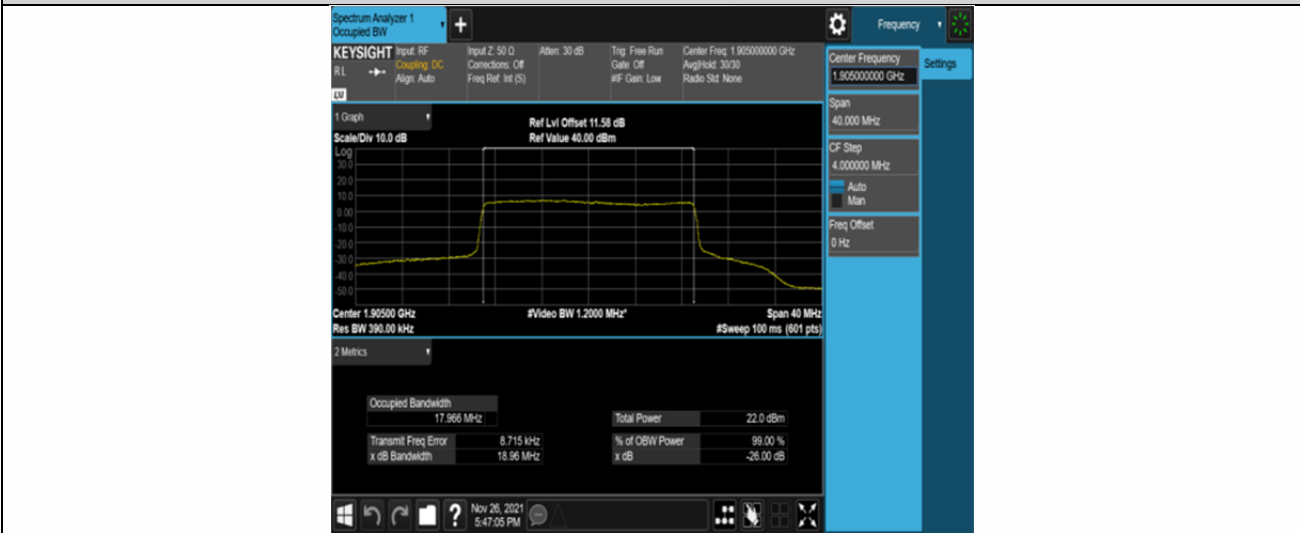 Spectrum Analyzer 1
Occupied BW
+
Frequency
KEYSIGHT
R L
LXI
Input: RF
Coupling: DC
Align: Auto
Input Z: 50 Ω
Corrections: Off
Freq Ref: Int (S)
Atten: 30 dB
Trig: Free Run
Gate: Off
#IF Gain: Low
Center Freq: 1.905000000 GHz
Avg|Hold: 30/30
Radio Std: None
Center Frequency
1.905000000 GHz
Settings
Span
40.000 MHz
CF Step
4.000000 MHz
Auto
Man
Freq Offset
0 Hz
1 Graph
Ref Lvl Offset 11.58 dB
Scale/Div 10.0 dB
Ref Value 40.00 dBm
Log
30.0
20.0
10.0
0.00
-10.0
-20.0
-30.0
-40.0
-50.0
Center 1.90500 GHz
#Video BW 1.2000 MHz*
Span 40 MHz
Res BW 390.00 kHz
#Sweep 100 ms (601 pts)
2 Metrics
Occupied Bandwidth
17.966 MHz
Total Power 22.0 dBm
Transmit Freq Error 8.715 kHz
% of OBW Power 99.00 %
x dB Bandwidth 18.96 MHz
x dB -26.00 dB
?
Nov 26, 2021
5:47:05 PM